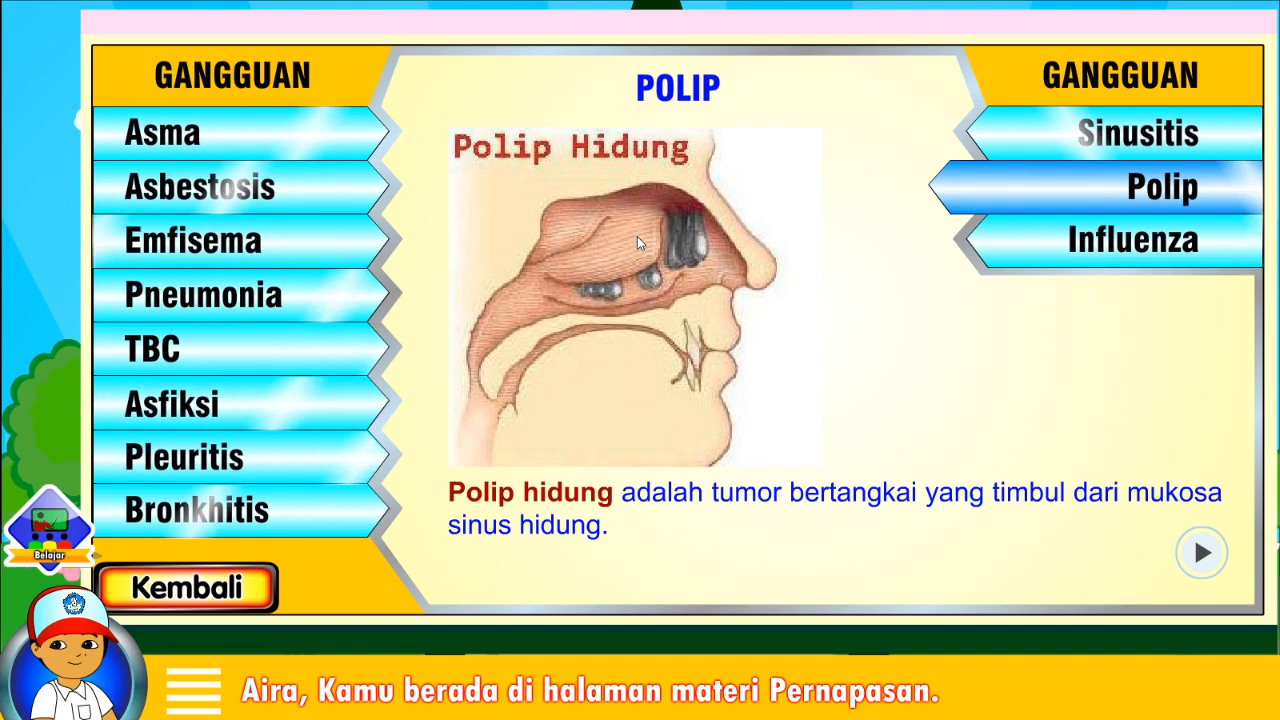 GANGGUAN
Asma
Asbestosis
Emfisema
Pneumonia
TBC
Asfiksi
Pleuritis
Bronkhitis
Kembali
Belajar
POLIP
Polip Hidung
Polip hidung adalah tumor bertangkai yang timbul dari mukosa
sinus hidung.
GANGGUAN
Sinusitis
Polip
Influenza
Aira, Kamu berada di halaman materi Pernapasan.